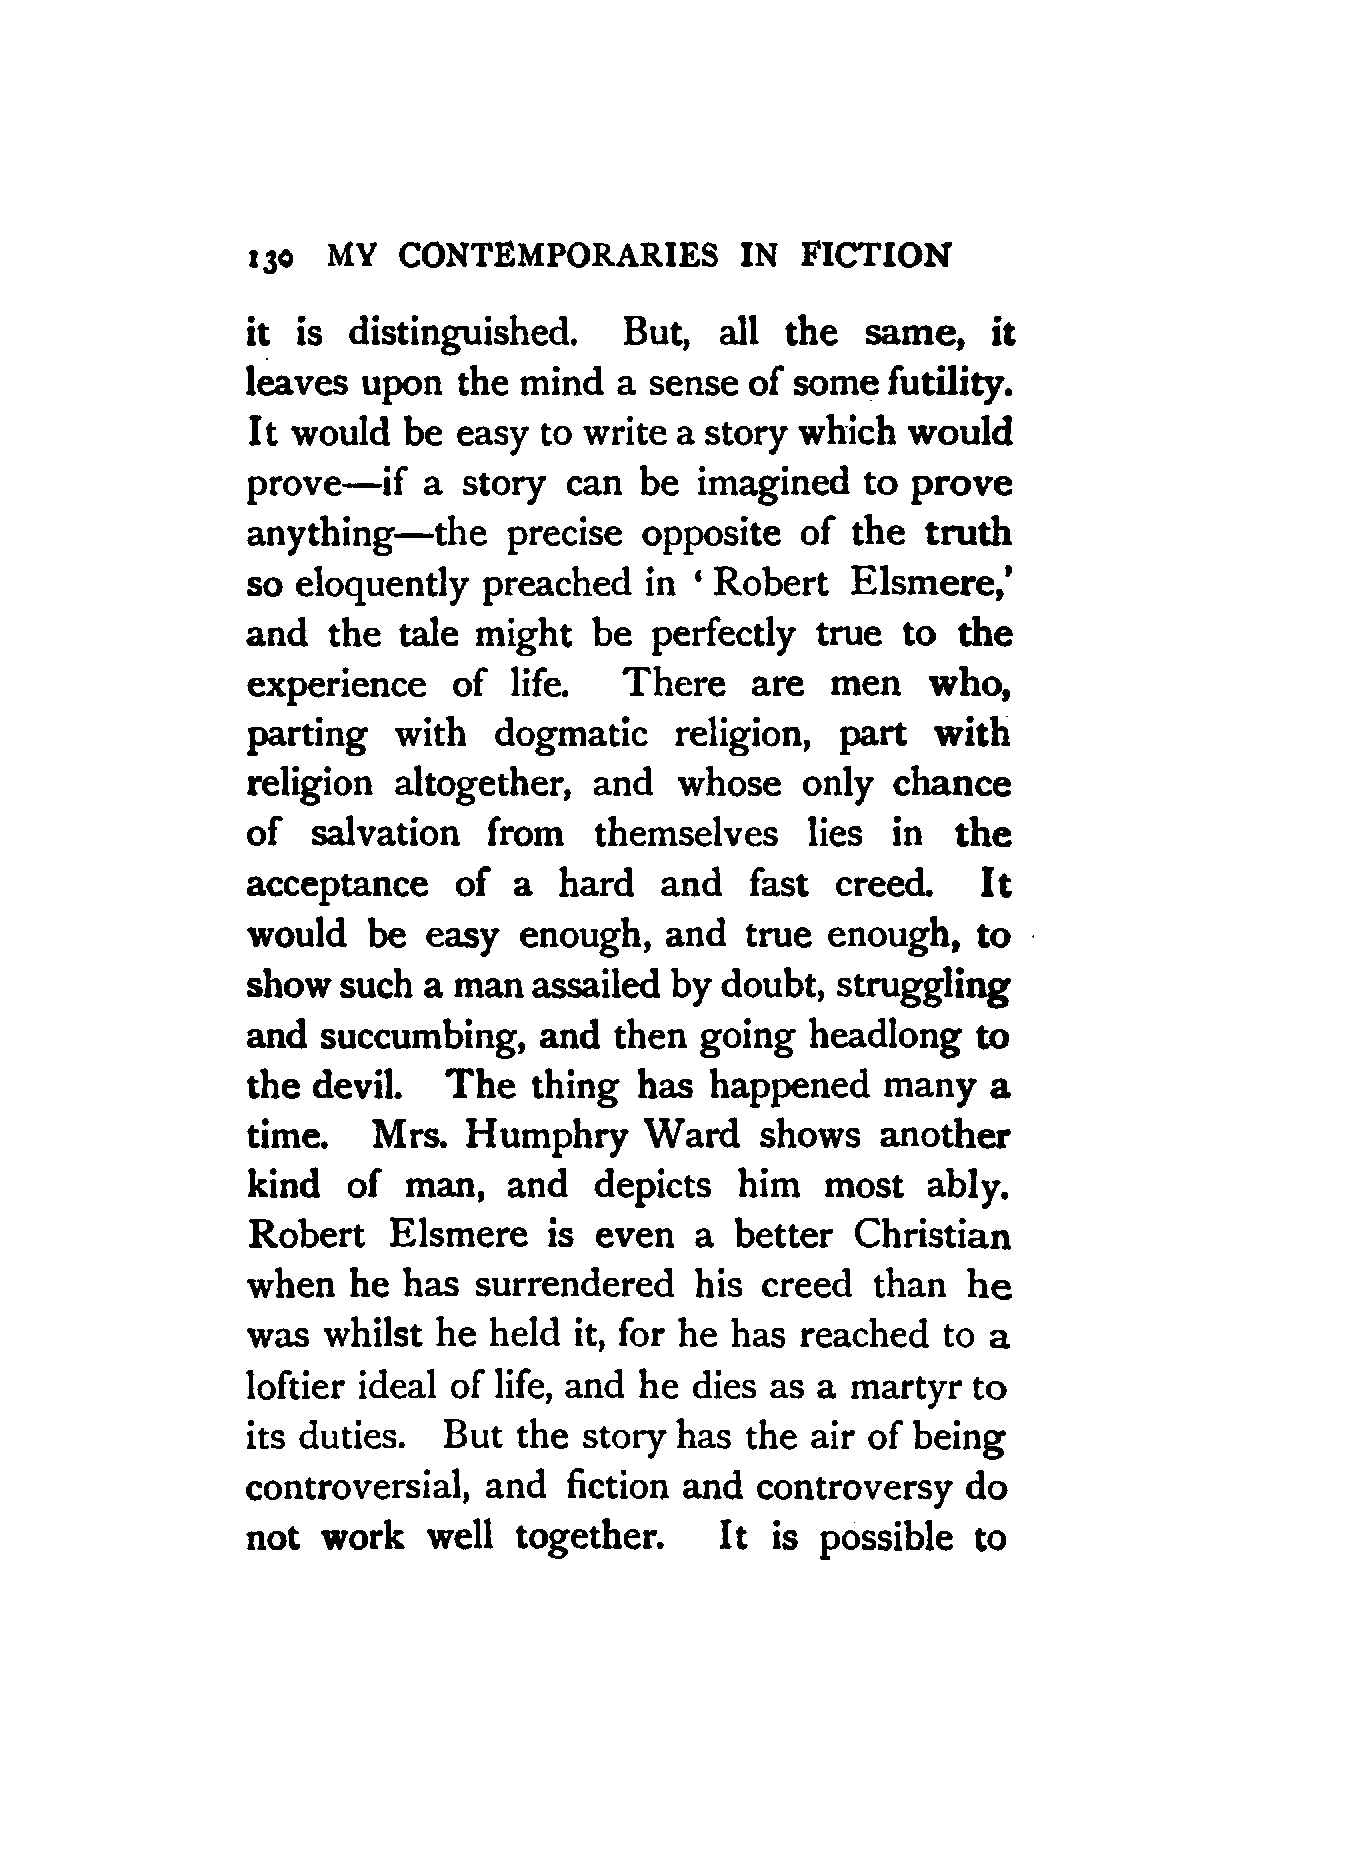 130 MY CONTEMPORARIES IN FICTION
it is distinguished. But, all the same, it
leaves upon the mind a sense of some futility.
It would be easy to write a story which would
prove—if a story can be imagined to prove
anything—the precise opposite of the truth
so eloquently preached in ‘ Robert Elsmere,’
and the tale might be perfectly true to the
experience of life. There are men who,
parting with dogmatic religion, part with
religion altogether, and whose only chance
of salvation from themselves lies in the
acceptance of a hard and fast creed. It
would be easy enough, and true enough, to
show such a man assailed by doubt, struggling
and succumbing, and then going headlong to
the devil. The thing has happened many a
time. Mrs. Humphry Ward shows another
kind of man, and depicts him most ably.
Robert Elsmere is even a better Christian
when he has surrendered his creed than he
was whilst he held it, for he has reached to a
loftier ideal of life, and he dies as a martyr to
its duties. But the story has the air of being
controversial, and fiction and controversy do
not work well together. It is possible to